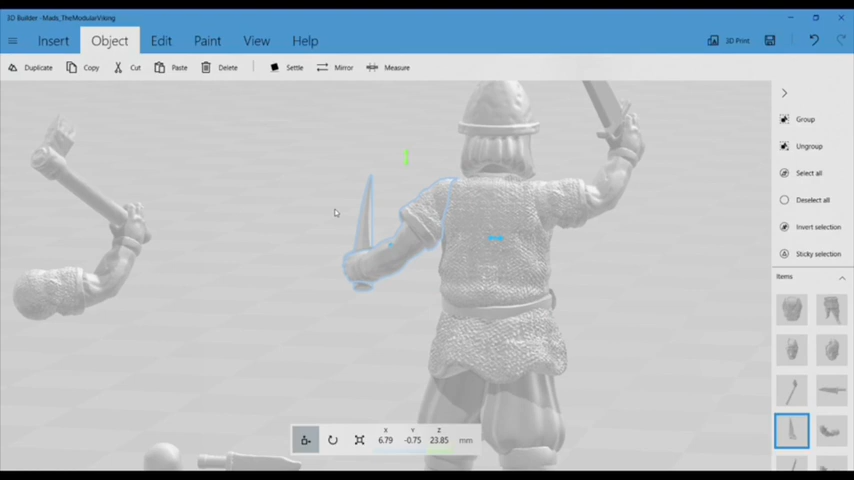 3D Builder - Mads_TheModularViking
Insert Object Edit Paint View Help 3D Print
Duplicate Copy Cut Paste Delete Settle Mirror Measure
Group
Ungroup
Select all
Deselect all
Invert selection
Sticky selection
Items
X Y Z
6.79 -0.75 23.85 mm